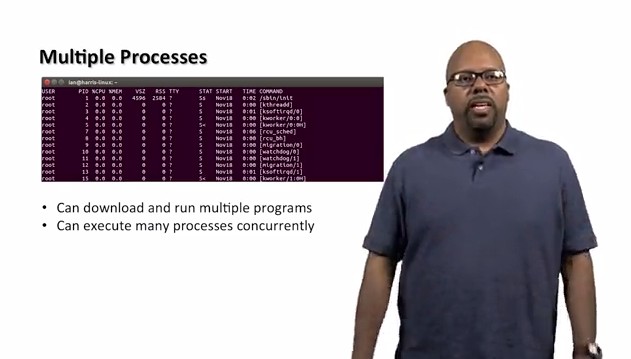 Multiple Processes
ian@harris-linux: ~
USER PID %CPU %MEM VSZ RSS TTY STAT START TIME COMMAND
root 1 0.0 0.0 4596 2584 ? Ss Nov18 0:02 /sbin/init
root 2 0.0 0.0 0 0 ? S Nov18 0:00 [kthreadd]
root 3 0.0 0.0 0 0 ? S Nov18 0:01 [ksoftirqd/0]
root 4 0.0 0.0 0 0 ? S Nov18 0:00 [kworker/0:0]
root 5 0.0 0.0 0 0 ? S< Nov18 0:00 [kworker/0:0H]
root 7 0.0 0.0 0 0 ? S Nov18 0:06 [rcu_sched]
root 8 0.0 0.0 0 0 ? S Nov18 0:00 [rcu_bh]
root 9 0.0 0.0 0 0 ? S Nov18 0:00 [migration/0]
root 10 0.0 0.0 0 0 ? S Nov18 0:00 [watchdog/0]
root 11 0.0 0.0 0 0 ? S Nov18 0:00 [watchdog/1]
root 12 0.0 0.0 0 0 ? S Nov18 0:00 [migration/1]
root 13 0.0 0.0 0 0 ? S Nov18 0:01 [ksoftirqd/1]
root 15 0.0 0.0 0 0 ? S< Nov18 0:00 [kworker/1:0H]
• Can download and run multiple programs
• Can execute many processes concurrently